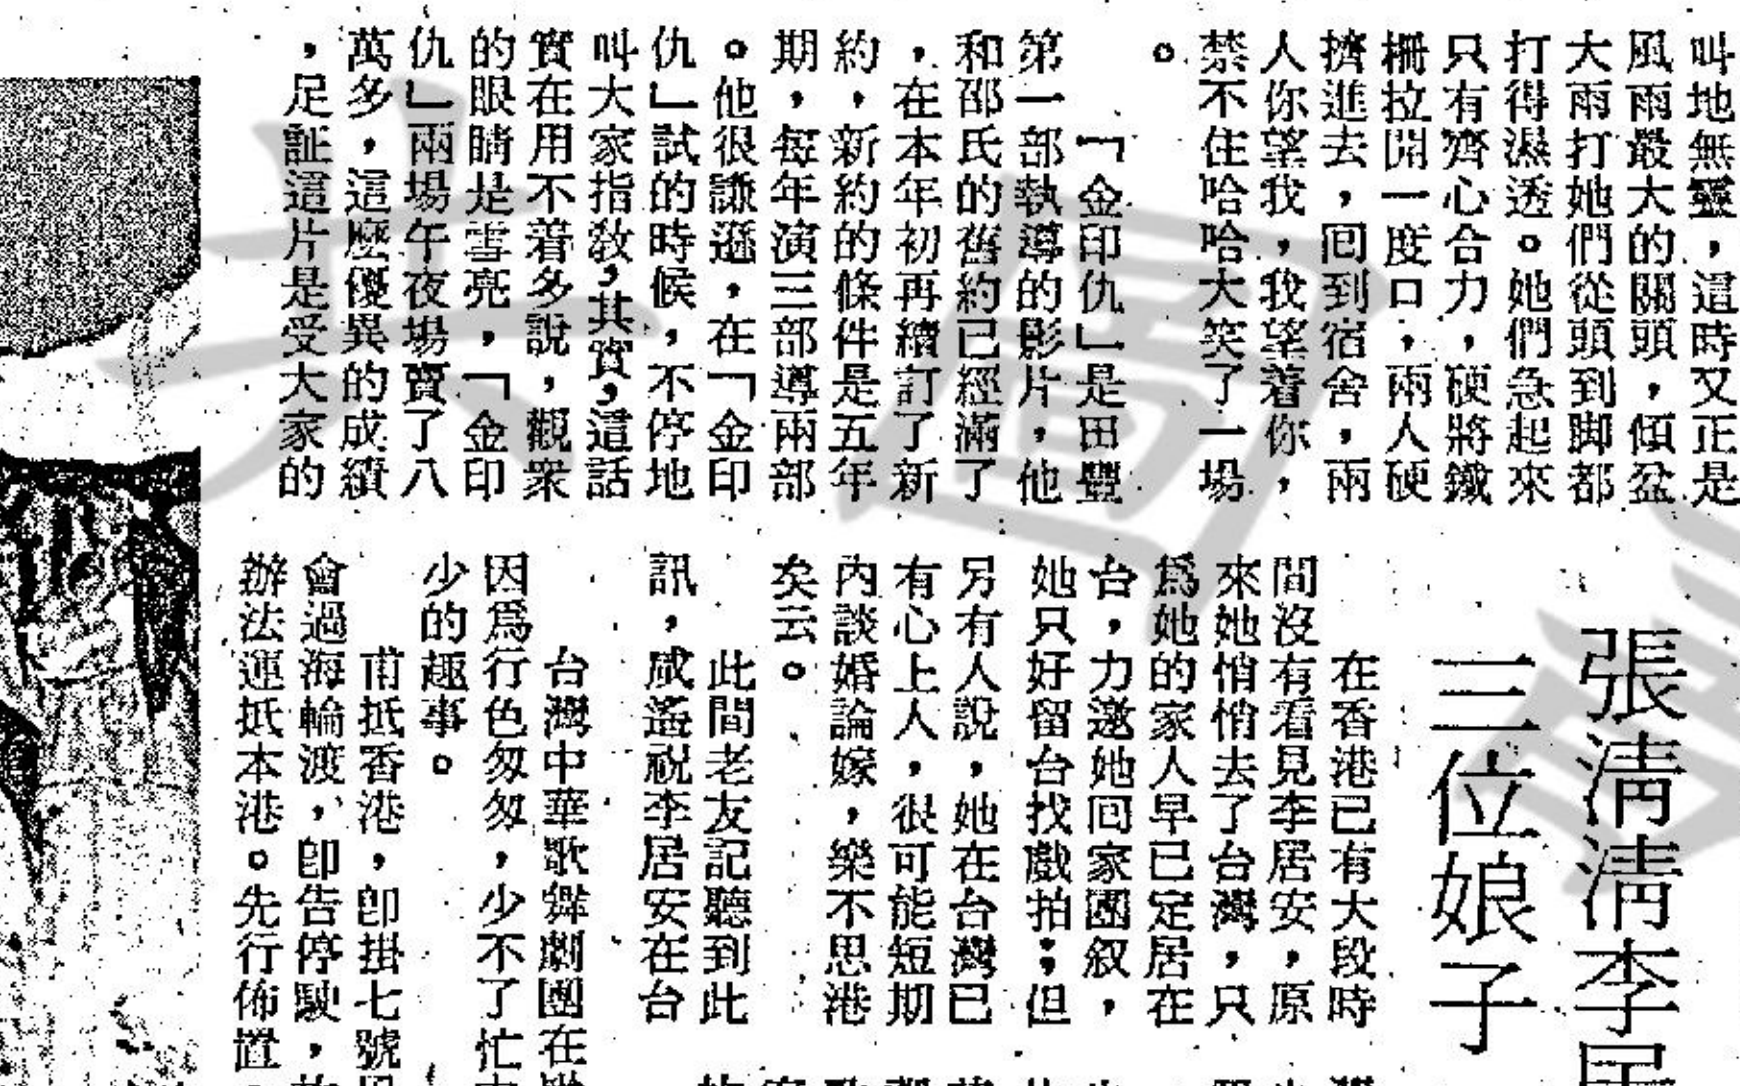 叫地無靈，這時又正是
風雨最大的關頭，傾盆
大雨打她們從頭到脚都
打得濕透。她們急起來
只有齊心合力，硬將鐵
柵拉開一度口，兩人硬
擠進去，囘到宿舍，兩
人你望我，我望着你，
禁不住哈哈大笑了一場
。
「金印仇」是田豐
第一部執導的影片，他
和邵氏的舊約已經滿了
，在本年初再續訂了新
約，新約的條件是五年
期，每年演三部導兩部
。他很謙遜，在「金印
仇」試的時候，不停地
叫大家指敎，其實，這話
實在用不着多說，觀衆
的眼睛是雪亮，「金印
仇」兩場午夜場賣了八
萬多，這麽優異的成績
，足証這片是受大家的
張淸淸李居
三位娘子
在香港已有大段時
間沒有看見李居安，原
來她悄悄去了台灣，只
爲她的家人早已定居在
台，力邀她囘家團叙，
她只好留台找戲拍；但
另有人說，她在台灣已
有心上人，很可能短期
內談婚論嫁，樂不思港
矣云。
此間老友記聽到此
訊，咸遙祝李居安在台
台灣中華歌舞劇團在
因爲行色匆匆，少不了忙
少的趣事。
甫抵香港，卽掛七號
會過海輪渡，卽告停駛，
辦法運抵本港。先行佈置